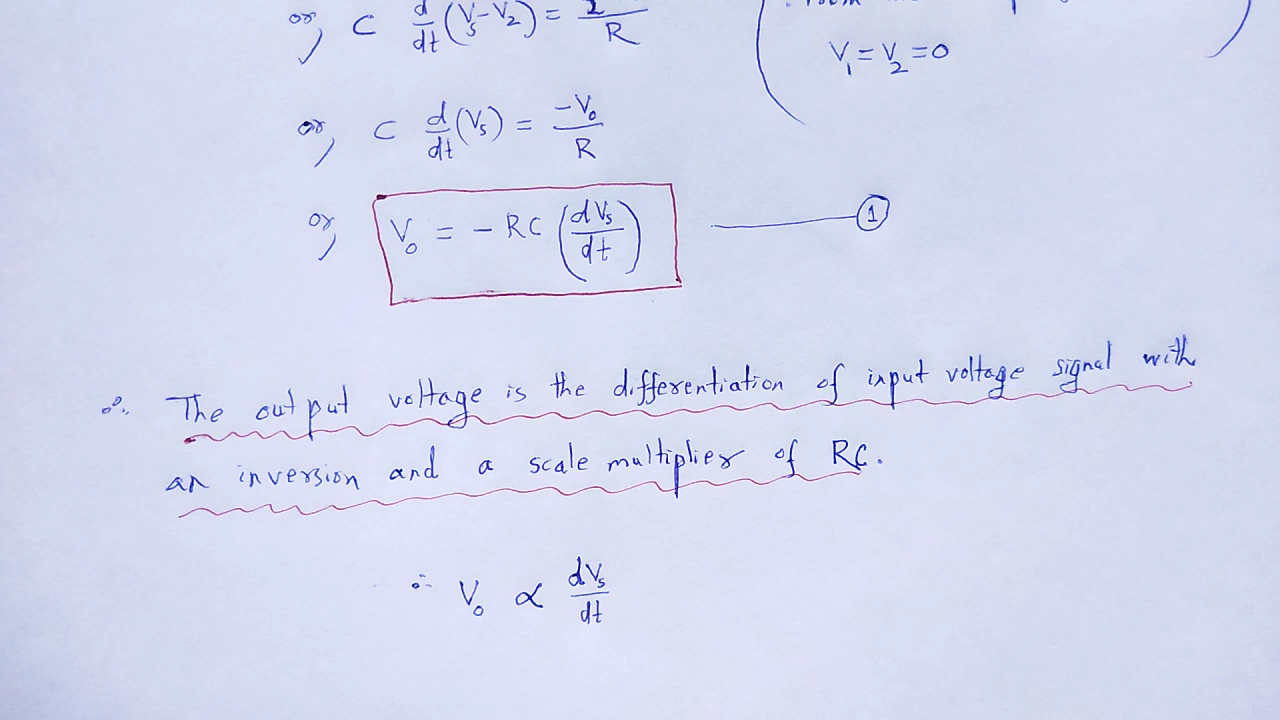 or, C d/dt (Vs - V2) = / R
V1 = V2 = 0
or, C d/dt (Vs) = -Vo / R
or, Vo = - RC (dVs/dt) ——— ①
∴ The output voltage is the differentiation of input voltage signal with
an inversion and a scale multiplier of RC.
∴ Vo ∝ dVs/dt